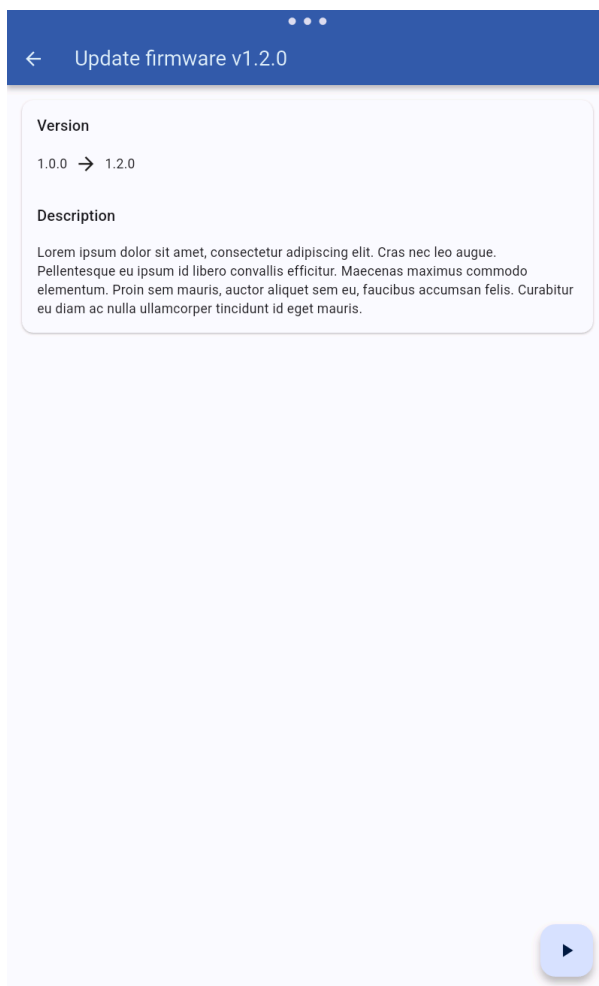 Update firmware v1.2.0
Version
1.0.0 → 1.2.0
Description
Lorem ipsum dolor sit amet, consectetur adipiscing elit. Cras nec leo augue.
Pellentesque eu ipsum id libero convallis efficitur. Maecenas maximus commodo
elementum. Proin sem mauris, auctor aliquet sem eu, faucibus accumsan felis. Curabitur
eu diam ac nulla ullamcorper tincidunt id eget mauris.